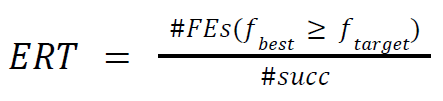 ERT = #FEs(f_best ≥ f_target) / #succ